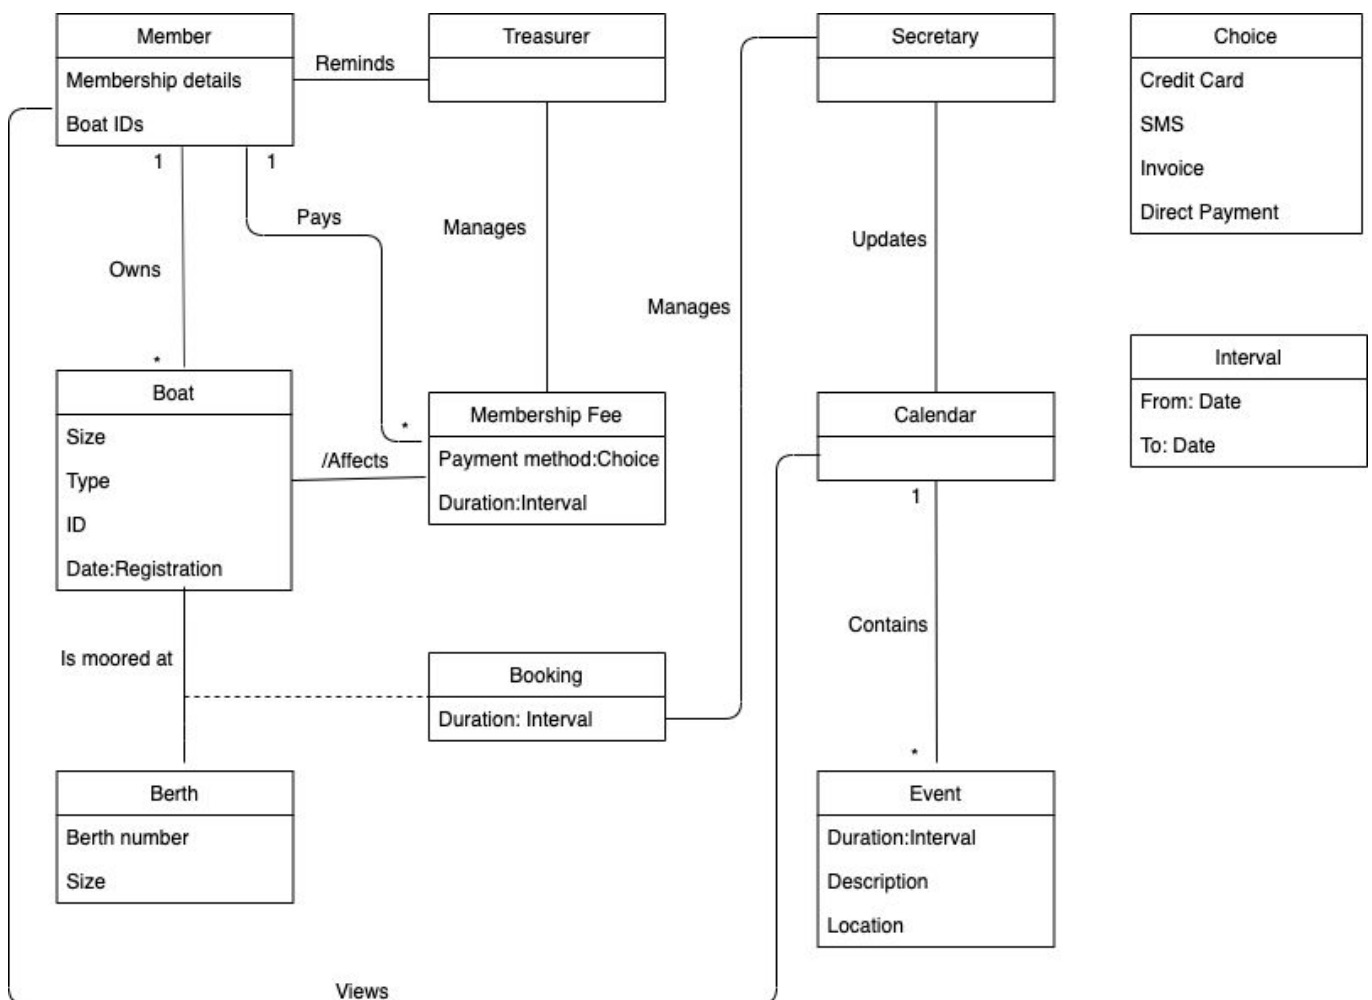 Member
Membership details
Boat IDs
Reminds
Treasurer
Secretary
Choice
Credit Card
SMS
Invoice
Direct Payment
1
1
Pays
Manages
Updates
Owns
Manages
*
Boat
Size
Type
ID
Date:Registration
/Affects
*
Membership Fee
Payment method:Choice
Duration:Interval
Calendar
1
Interval
From: Date
To: Date
Contains
Is moored at
Booking
Duration: Interval
*
Berth
Berth number
Size
Event
Duration:Interval
Description
Location
Views